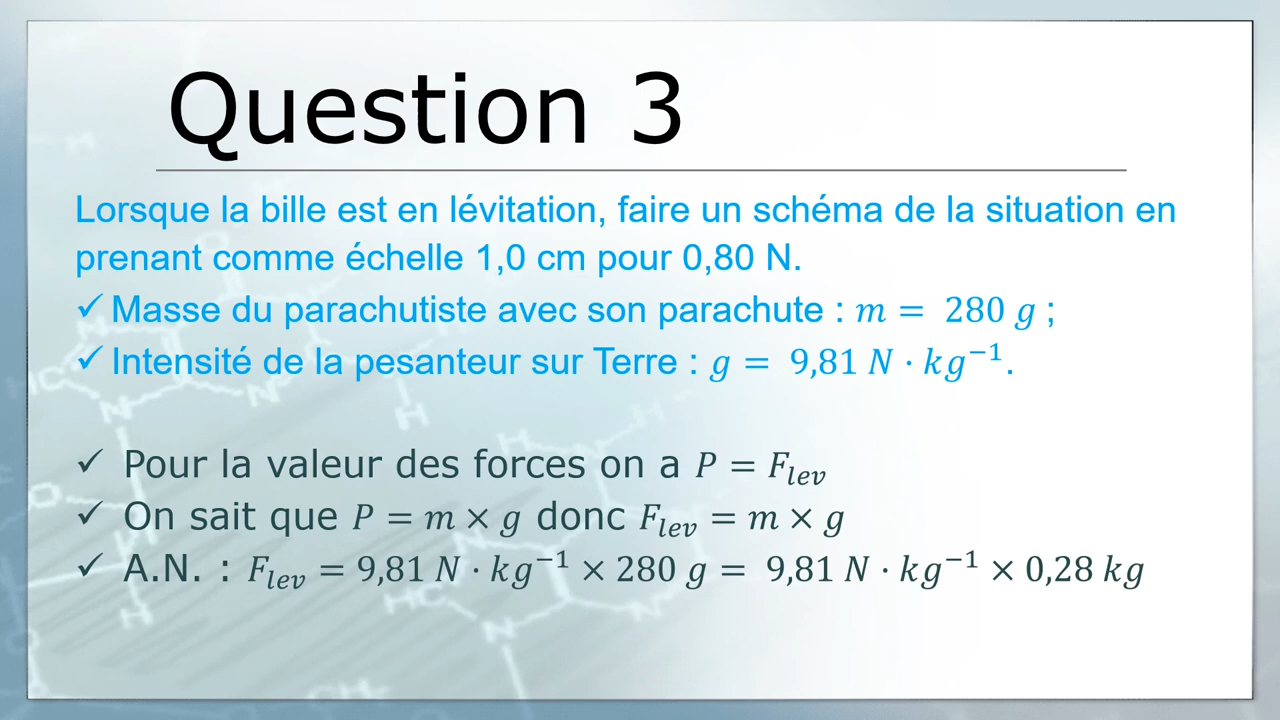 Question 3
Lorsque la bille est en lévitation, faire un schéma de la situation en
prenant comme échelle 1,0 cm pour 0,80 N.
✓ Masse du parachutiste avec son parachute : m = 280 g ;
✓ Intensité de la pesanteur sur Terre : g = 9,81 N · kg⁻¹.
✓ Pour la valeur des forces on a P = F_lev
✓ On sait que P = m × g donc F_lev = m × g
✓ A.N. : F_lev = 9,81 N · kg⁻¹ × 280 g = 9,81 N · kg⁻¹ × 0,28 kg